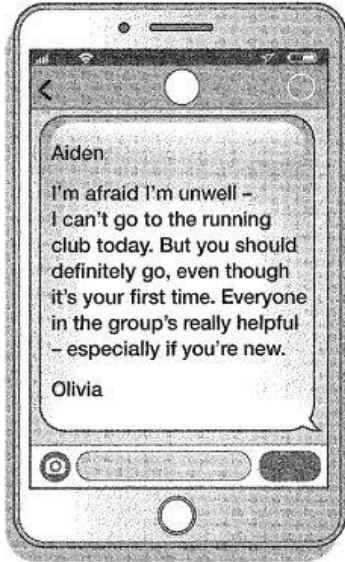 Aiden
I'm afraid I'm unwell –
I can't go to the running
club today. But you should
definitely go, even though
it's your first time. Everyone
in the group's really helpful
– especially if you're new.
Olivia